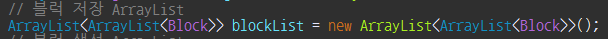 // 블럭 저장 ArrayList
ArrayList<ArrayList<Block>> blockList = new ArrayList<ArrayList<Block>>();